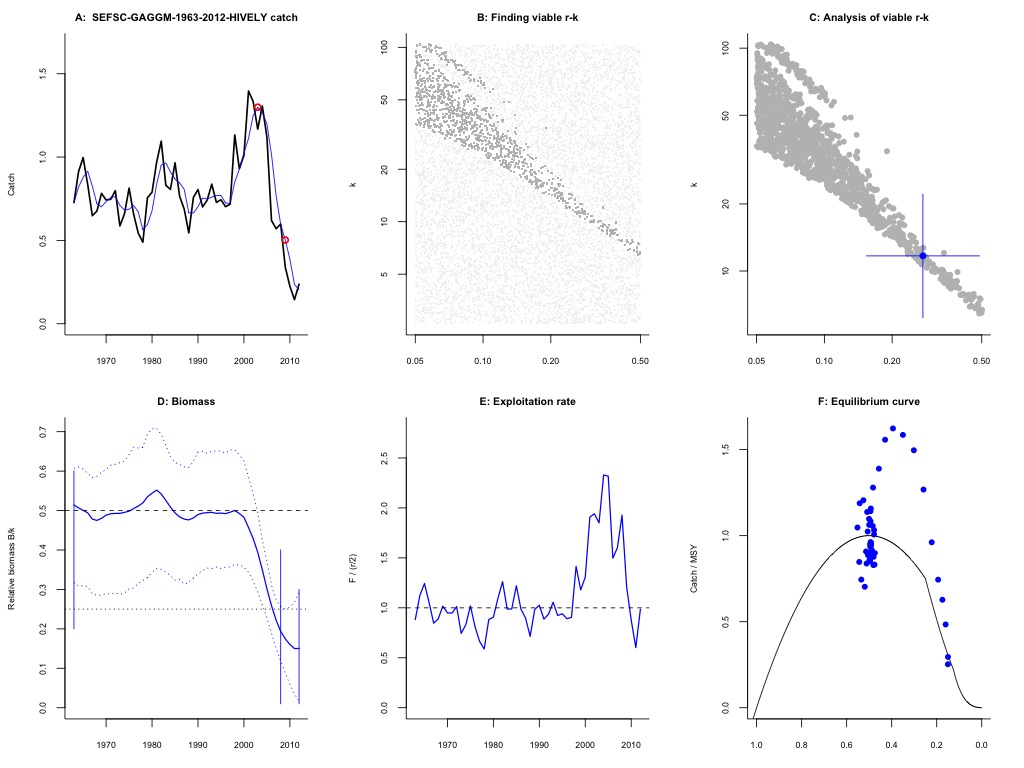 A: SEFSC-GAGGM-1963-2012-HIVELY catch
Catch
0.0 0.5 1.0 1.5
1970 1980 1990 2000 2010
B: Finding viable r-k
k
5 10 20 50 100
0.05 0.10 0.20 0.50
C: Analysis of viable r-k
k
10 20 50 100
0.05 0.10 0.20 0.50
D: Biomass
Relative biomass B/k
0.0 0.1 0.2 0.3 0.4 0.5 0.6 0.7
1970 1980 1990 2000 2010
E: Exploitation rate
F / (r/2)
0.0 0.5 1.0 1.5 2.0 2.5
1970 1980 1990 2000 2010
F: Equilibrium curve
Catch / MSY
0.0 0.5 1.0 1.5
1.0 0.8 0.6 0.4 0.2 0.0